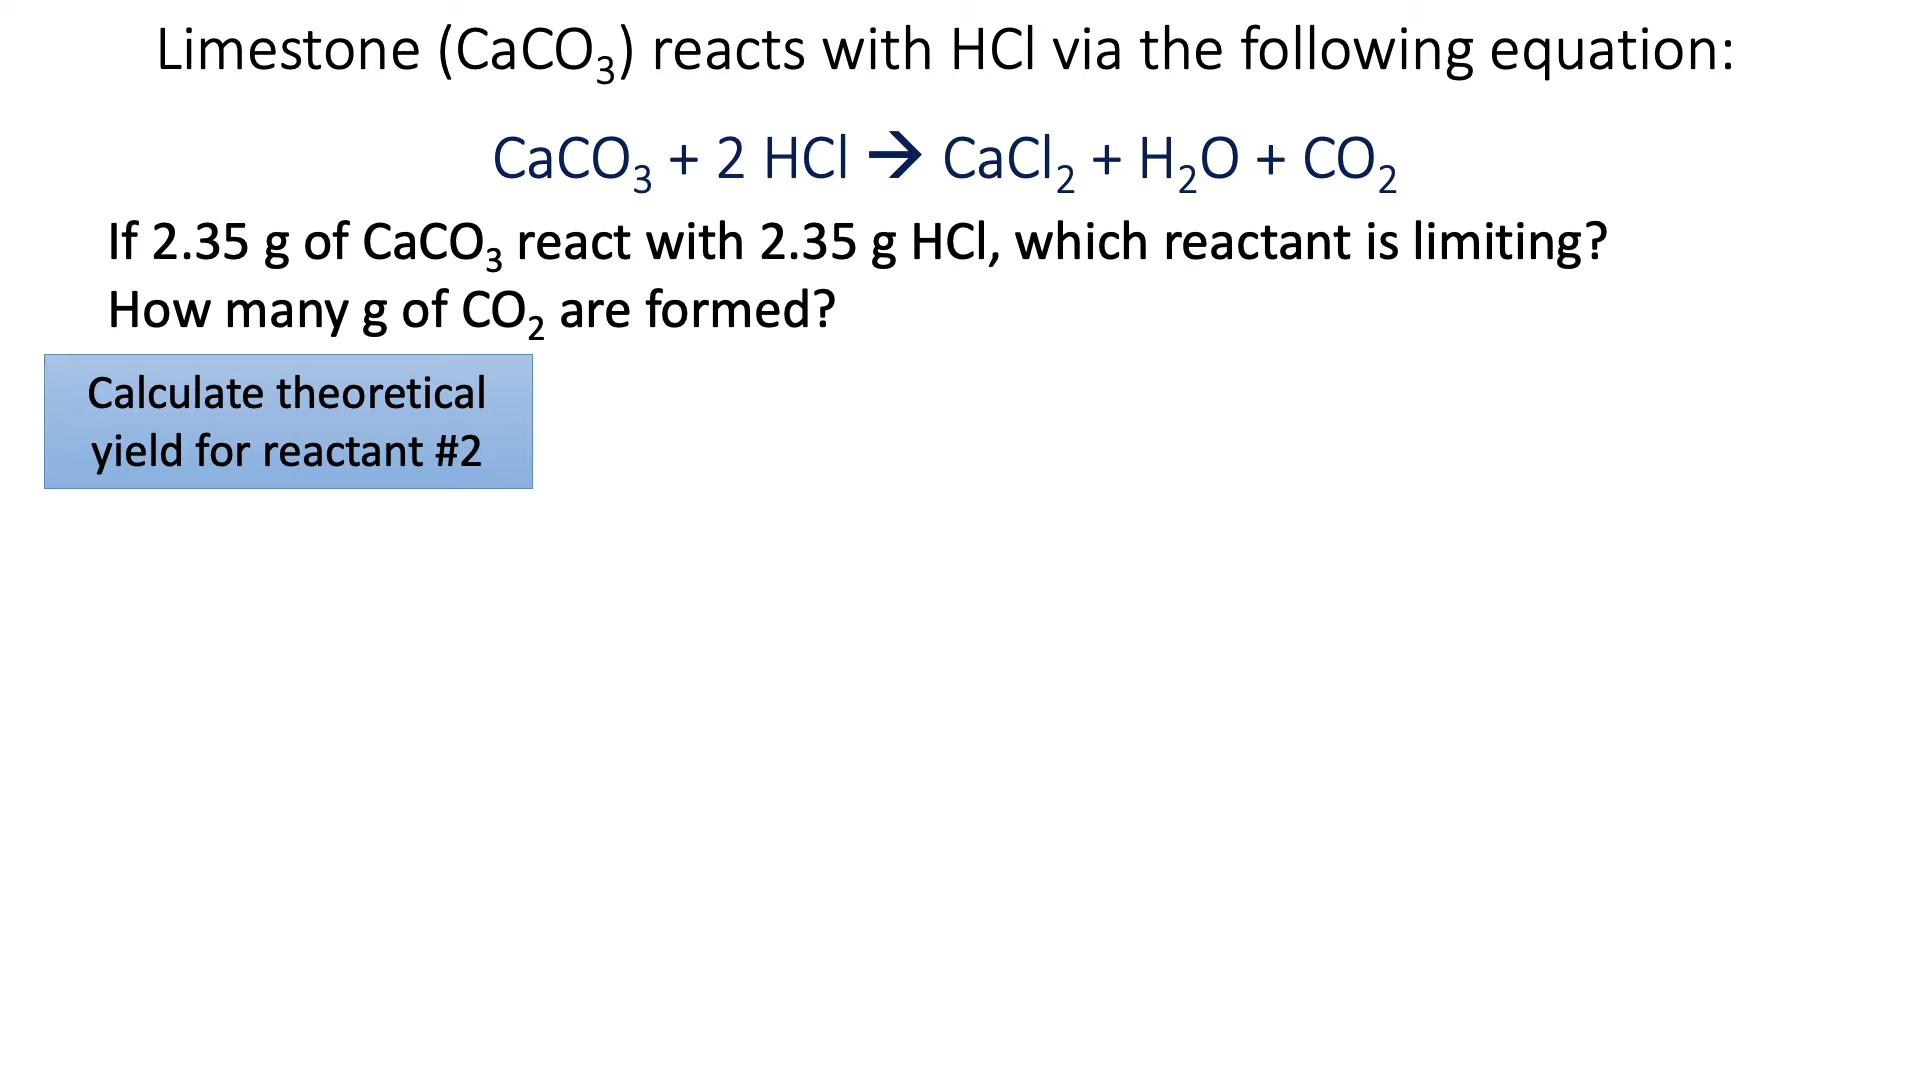 Limestone (CaCO₃) reacts with HCl via the following equation:
CaCO₃ + 2 HCl → CaCl₂ + H₂O + CO₂
If 2.35 g of CaCO₃ react with 2.35 g HCl, which reactant is limiting?
How many g of CO₂ are formed?
Calculate theoretical
yield for reactant #2